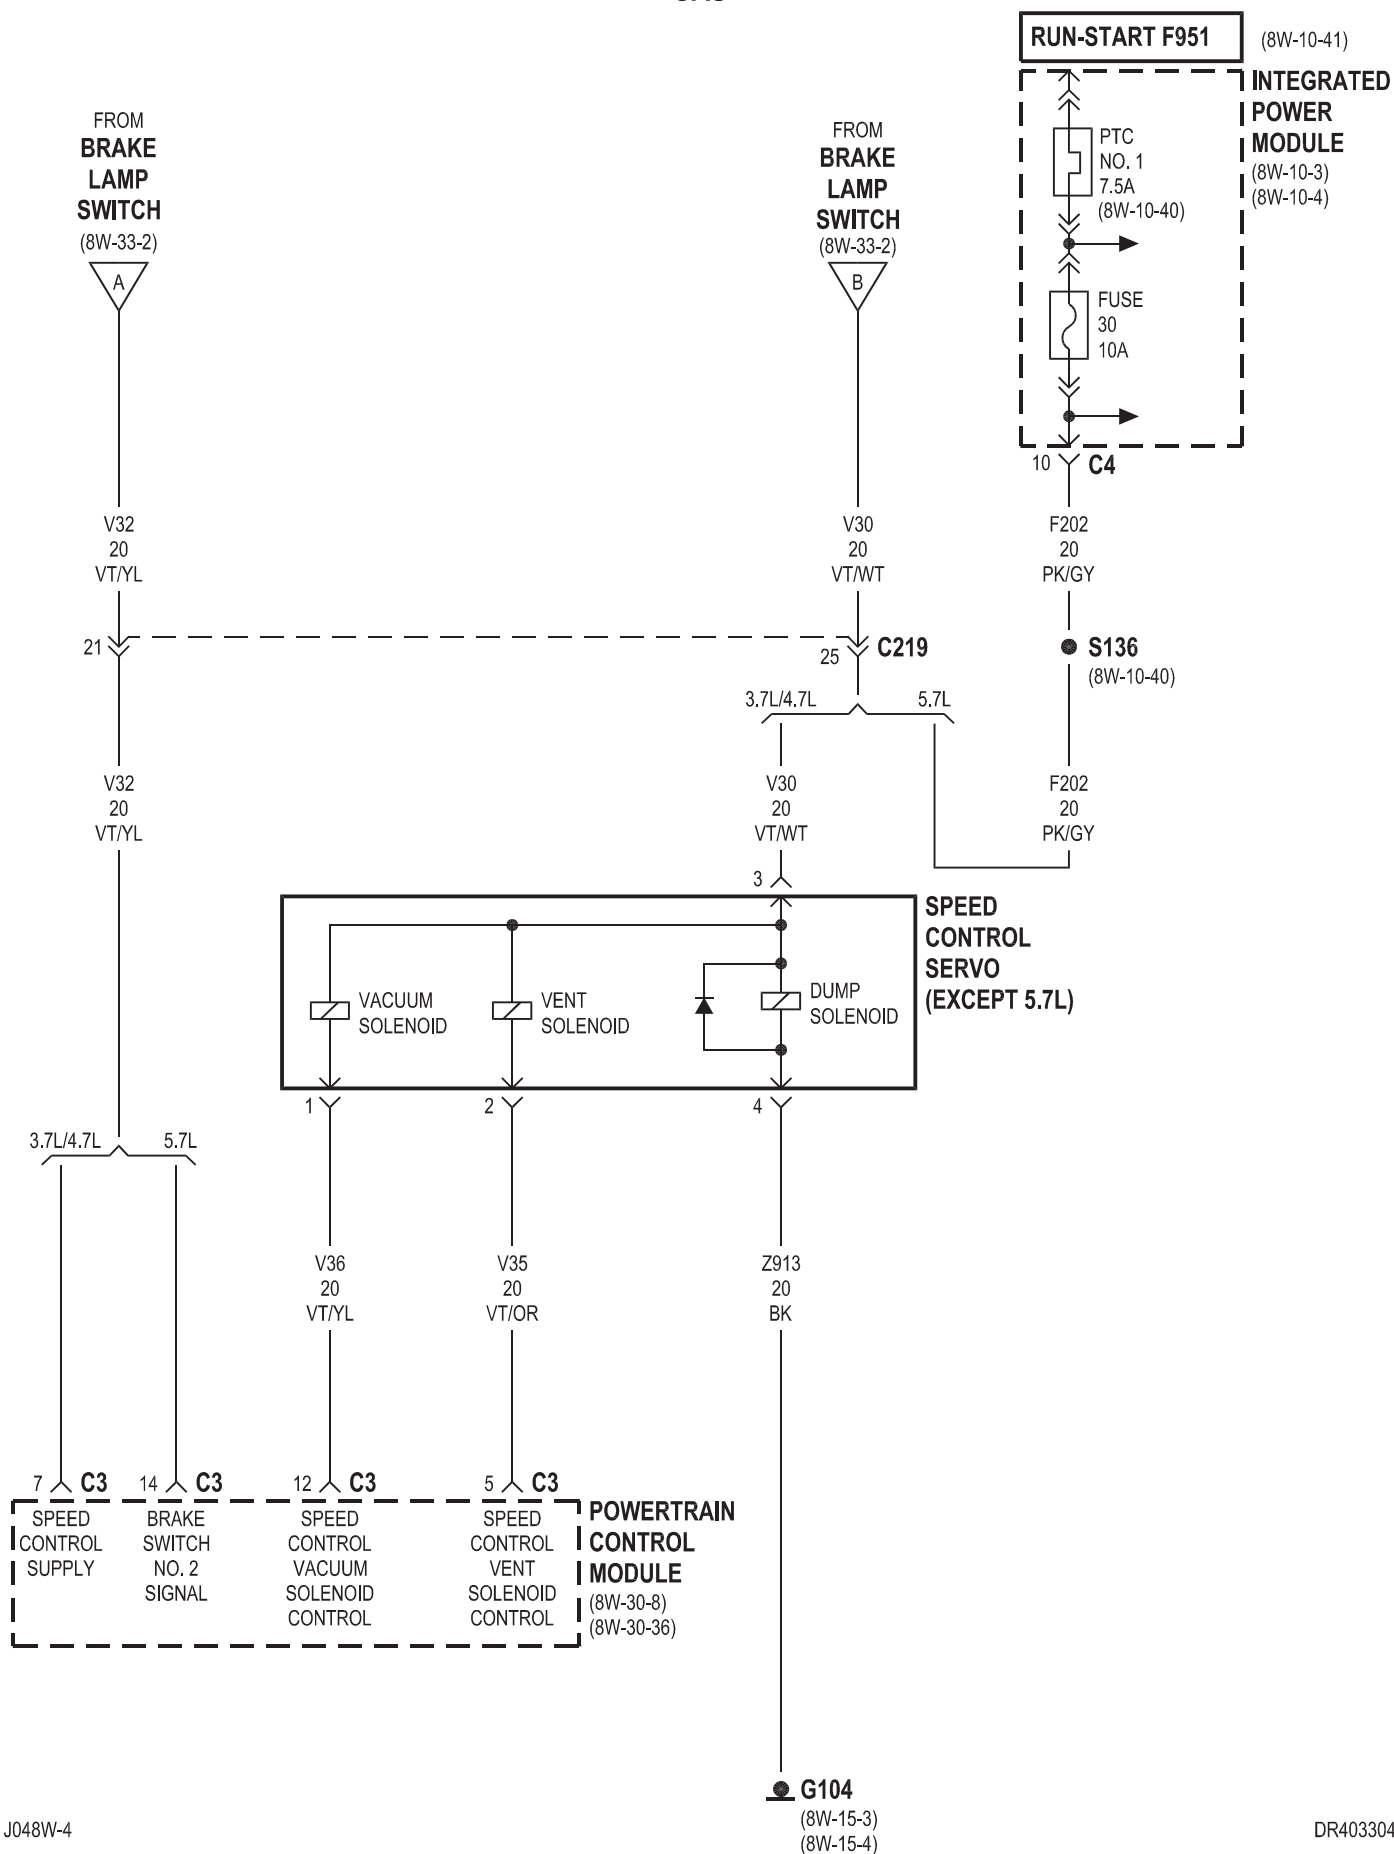 RUN-START F951
(8W-10-41)
INTEGRATED
POWER
MODULE
(8W-10-3)
(8W-10-4)
PTC
NO. 1
7.5A
(8W-10-40)
FUSE
30
10A
10
C4
FROM
BRAKE
LAMP
SWITCH
(8W-33-2)
A
FROM
BRAKE
LAMP
SWITCH
(8W-33-2)
B
V32
20
VT/YL
V30
20
VT/WT
F202
20
PK/GY
21
25
C219
S136
(8W-10-40)
3.7L/4.7L
5.7L
V32
20
VT/YL
V30
20
VT/WT
F202
20
PK/GY
3
SPEED
CONTROL
SERVO
(EXCEPT 5.7L)
VACUUM
SOLENOID
VENT
SOLENOID
DUMP
SOLENOID
1
2
4
3.7L/4.7L
5.7L
V36
20
VT/YL
V35
20
VT/OR
Z913
20
BK
7
C3
14
C3
12
C3
5
C3
SPEED
CONTROL
SUPPLY
BRAKE
SWITCH
NO. 2
SIGNAL
SPEED
CONTROL
VACUUM
SOLENOID
CONTROL
SPEED
CONTROL
VENT
SOLENOID
CONTROL
POWERTRAIN
CONTROL
MODULE
(8W-30-8)
(8W-30-36)
G104
(8W-15-3)
(8W-15-4)
J048W-4
DR403304